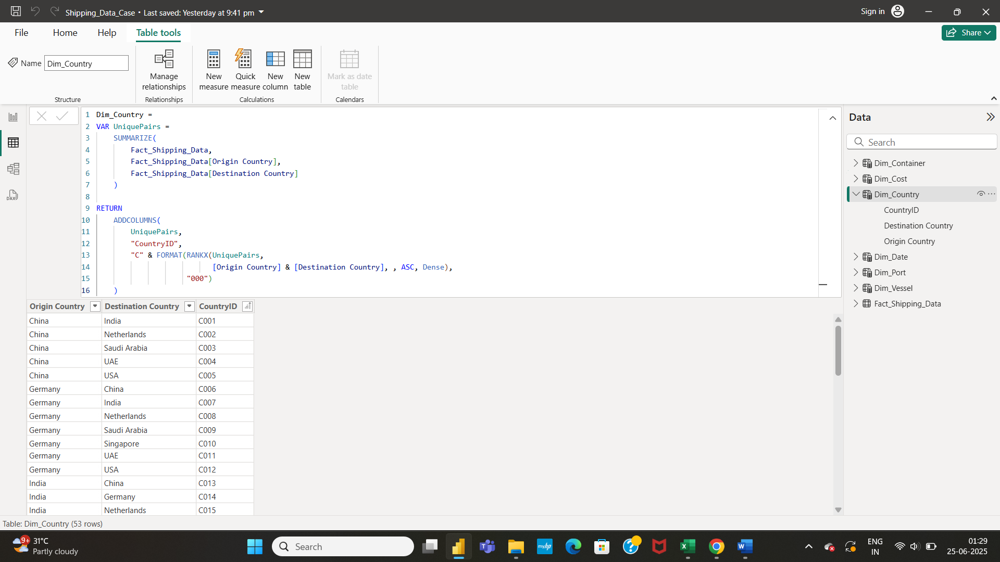 Shipping_Data_Case • Last saved: Yesterday at 9:41 pm
Sign in
File Home Help Table tools
Share
Name Dim_Country
Manage relationships
New measure
Quick measure
New column
New table
Mark as date table
Structure
Relationships
Calculations
Calendars
1 Dim_Country =
2 VAR UniquePairs =
3 SUMMARIZE(
4 Fact_Shipping_Data,
5 Fact_Shipping_Data[Origin Country],
6 Fact_Shipping_Data[Destination Country]
7 )
8
9 RETURN
10 ADDCOLUMNS(
11 UniquePairs,
12 "CountryID",
13 "C" & FORMAT(RANKX(UniquePairs,
14 [Origin Country] & [Destination Country], , ASC, Dense),
15 "000")
16 )
DAX
Origin Country Destination Country CountryID
China India C001
China Netherlands C002
China Saudi Arabia C003
China UAE C004
China USA C005
Germany China C006
Germany India C007
Germany Netherlands C008
Germany Saudi Arabia C009
Germany Singapore C010
Germany UAE C011
Germany USA C012
India China C013
India Germany C014
India Netherlands C015
Data
Search
Dim_Container
Dim_Cost
Dim_Country
CountryID
Destination Country
Origin Country
Dim_Date
Dim_Port
Dim_Vessel
Fact_Shipping_Data
Table: Dim_Country (53 rows)
9+
31°C
Partly cloudy
Search
myhp
ENG
IN
01:29
25-06-2025